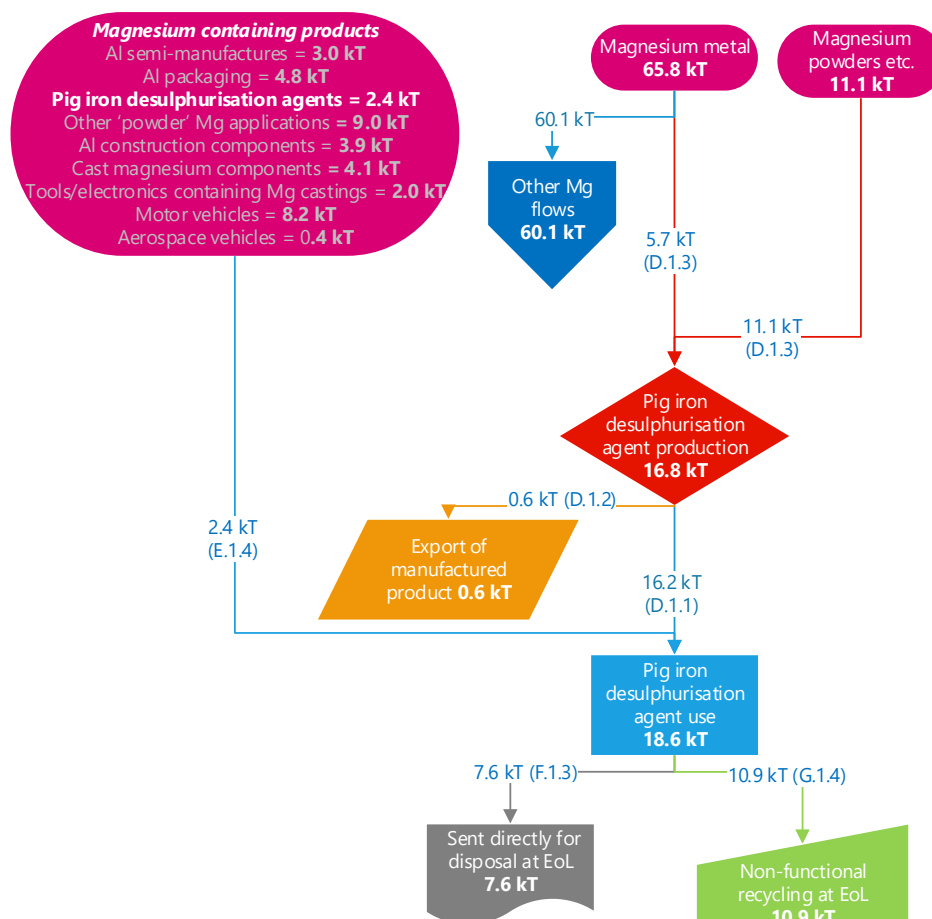 Magnesium containing products
Al semi-manufactures = 3.0 kT
Al packaging = 4.8 kT
Pig iron desulphurisation agents = 2.4 kT
Other ‘powder’ Mg applications = 9.0 kT
Al construction components = 3.9 kT
Cast magnesium components = 4.1 kT
Tools/electronics containing Mg castings = 2.0 kT
Motor vehicles = 8.2 kT
Aerospace vehicles = 0.4 kT
Magnesium metal
65.8 kT
Magnesium
powders etc.
11.1 kT
60.1 kT
Other Mg
flows
60.1 kT
5.7 kT
(D.1.3)
11.1 kT
(D.1.3)
Pig iron
desulphurisation
agent production
16.8 kT
0.6 kT (D.1.2)
Export of
manufactured
product 0.6 kT
2.4 kT
(E.1.4)
16.2 kT
(D.1.1)
Pig iron
desulphurisation
agent use
18.6 kT
7.6 kT (F.1.3)
10.9 kT (G.1.4)
Sent directly for
disposal at EoL
7.6 kT
Non-functional
recycling at EoL
10.9 kT